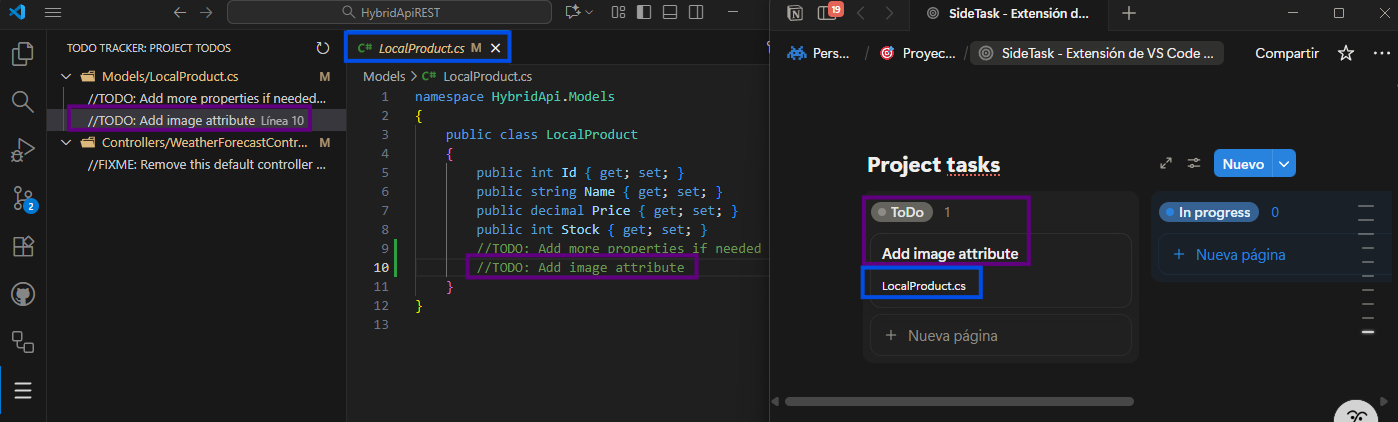 HybridApiREST
TODO TRACKER: PROJECT TODOS
Models/LocalProduct.cs M
//TODO: Add more properties if needed...
//TODO: Add image attribute Línea 10
Controllers/WeatherForecastContr... M
//FIXME: Remove this default controller ...
2
C# LocalProduct.cs M
Models > C# LocalProduct.cs
1 namespace HybridApi.Models
2 {
3 public class LocalProduct
4 {
5 public int Id { get; set; }
6 public string Name { get; set; }
7 public decimal Price { get; set; }
8 public int Stock { get; set; }
9 //TODO: Add more properties if needed
10 //TODO: Add image attribute
11 }
12 }
13
19
SideTask - Extensión d...
Pers... / Proyec... / SideTask - Extensión de VS Code ...
Compartir
Project tasks
Nuevo
ToDo 1
Add image attribute
LocalProduct.cs
+ Nueva página
In progress 0
+ Nueva página